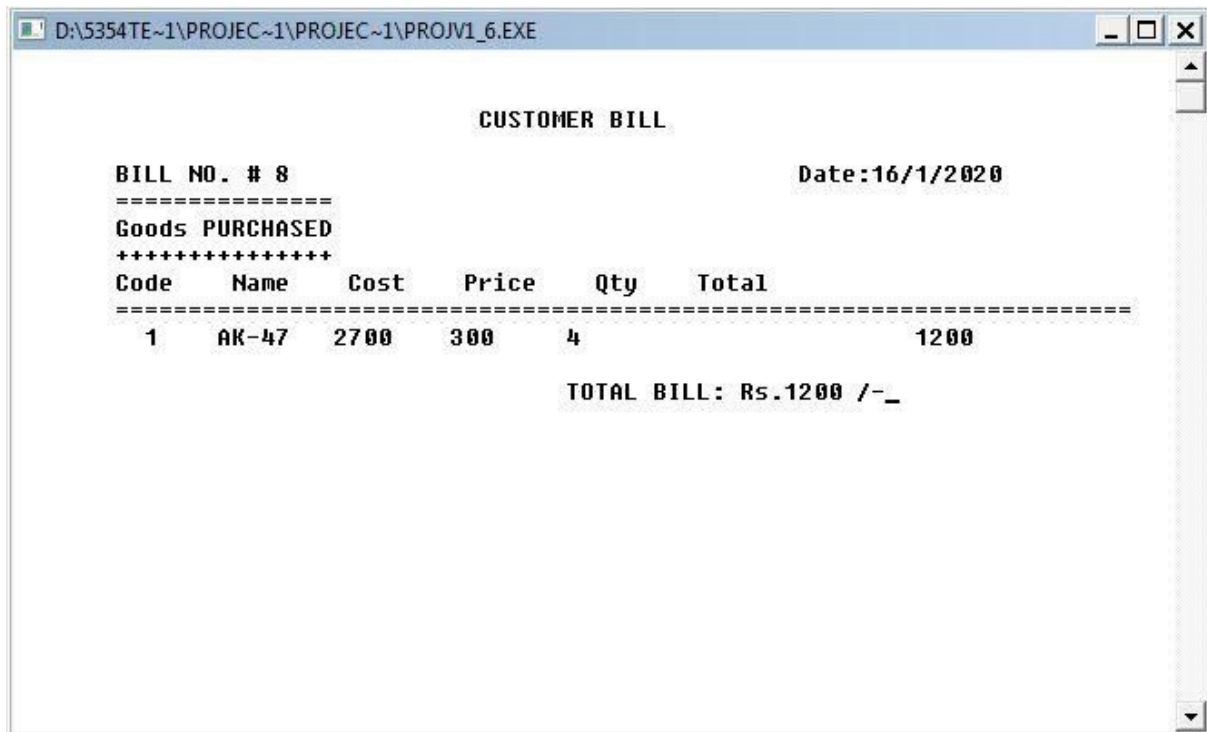 D:\5354TE~1\PROJEC~1\PROJEC~1\PROJV1_6.EXE
CUSTOMER BILL
BILL NO. # 8 Date:16/1/2020
===============
Goods PURCHASED
+++++++++++++++
Code Name Cost Price Qty Total
======================================================================
1 AK-47 2700 300 4 1200
TOTAL BILL: Rs.1200 /-_